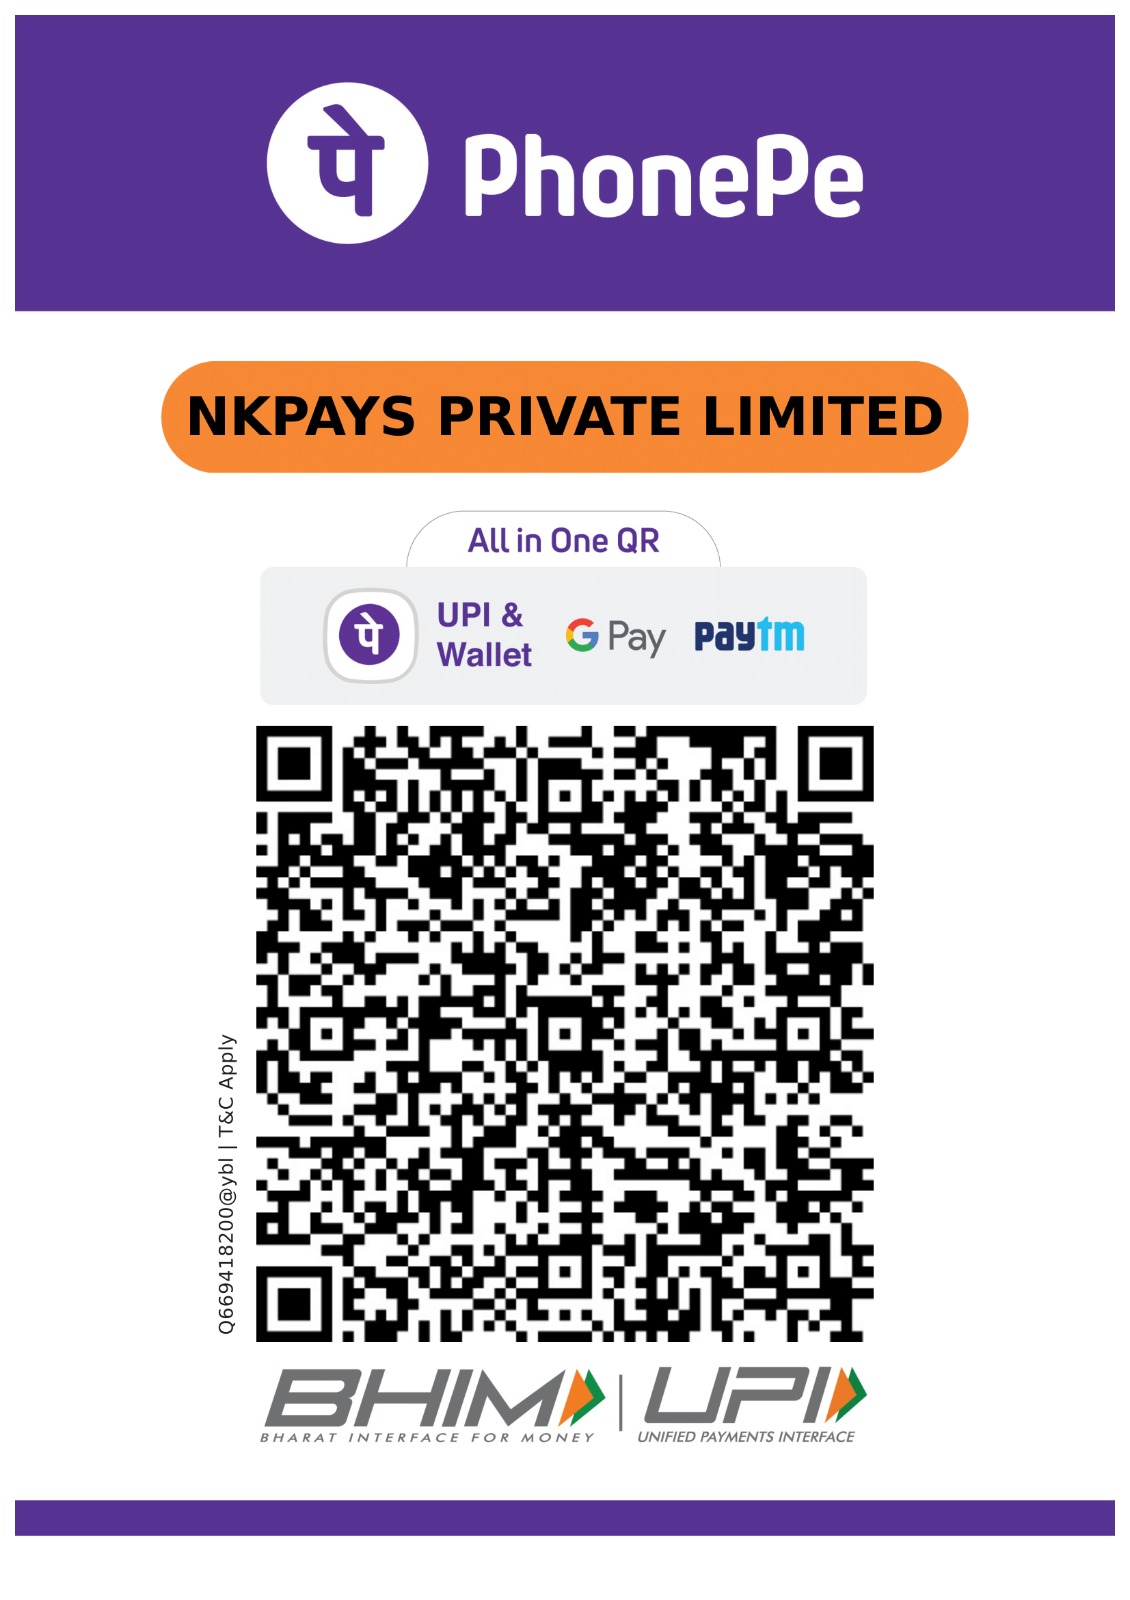 पे PhonePe
NKPAYS PRIVATE LIMITED
All in One QR
पे UPI & Wallet G Pay paytm
Q669418200@ybl | T&C Apply
BHIM UPI
BHARAT INTERFACE FOR MONEY UNIFIED PAYMENTS INTERFACE